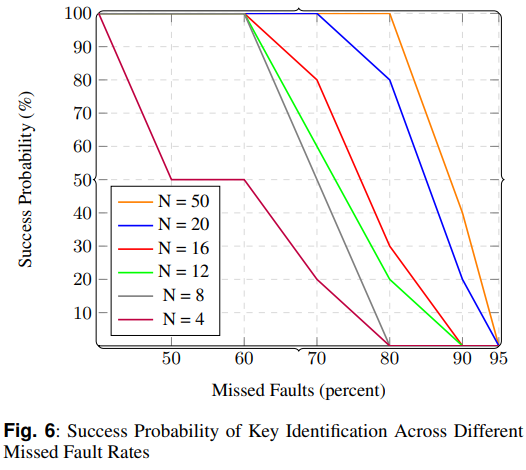 100
90
80
70
60
50
40
30
20
10
Success Probability (%)
N = 50
N = 20
N = 16
N = 12
N = 8
N = 4
50 60 70 80 90 95
Missed Faults (percent)
Fig. 6: Success Probability of Key Identification Across Different
Missed Fault Rates